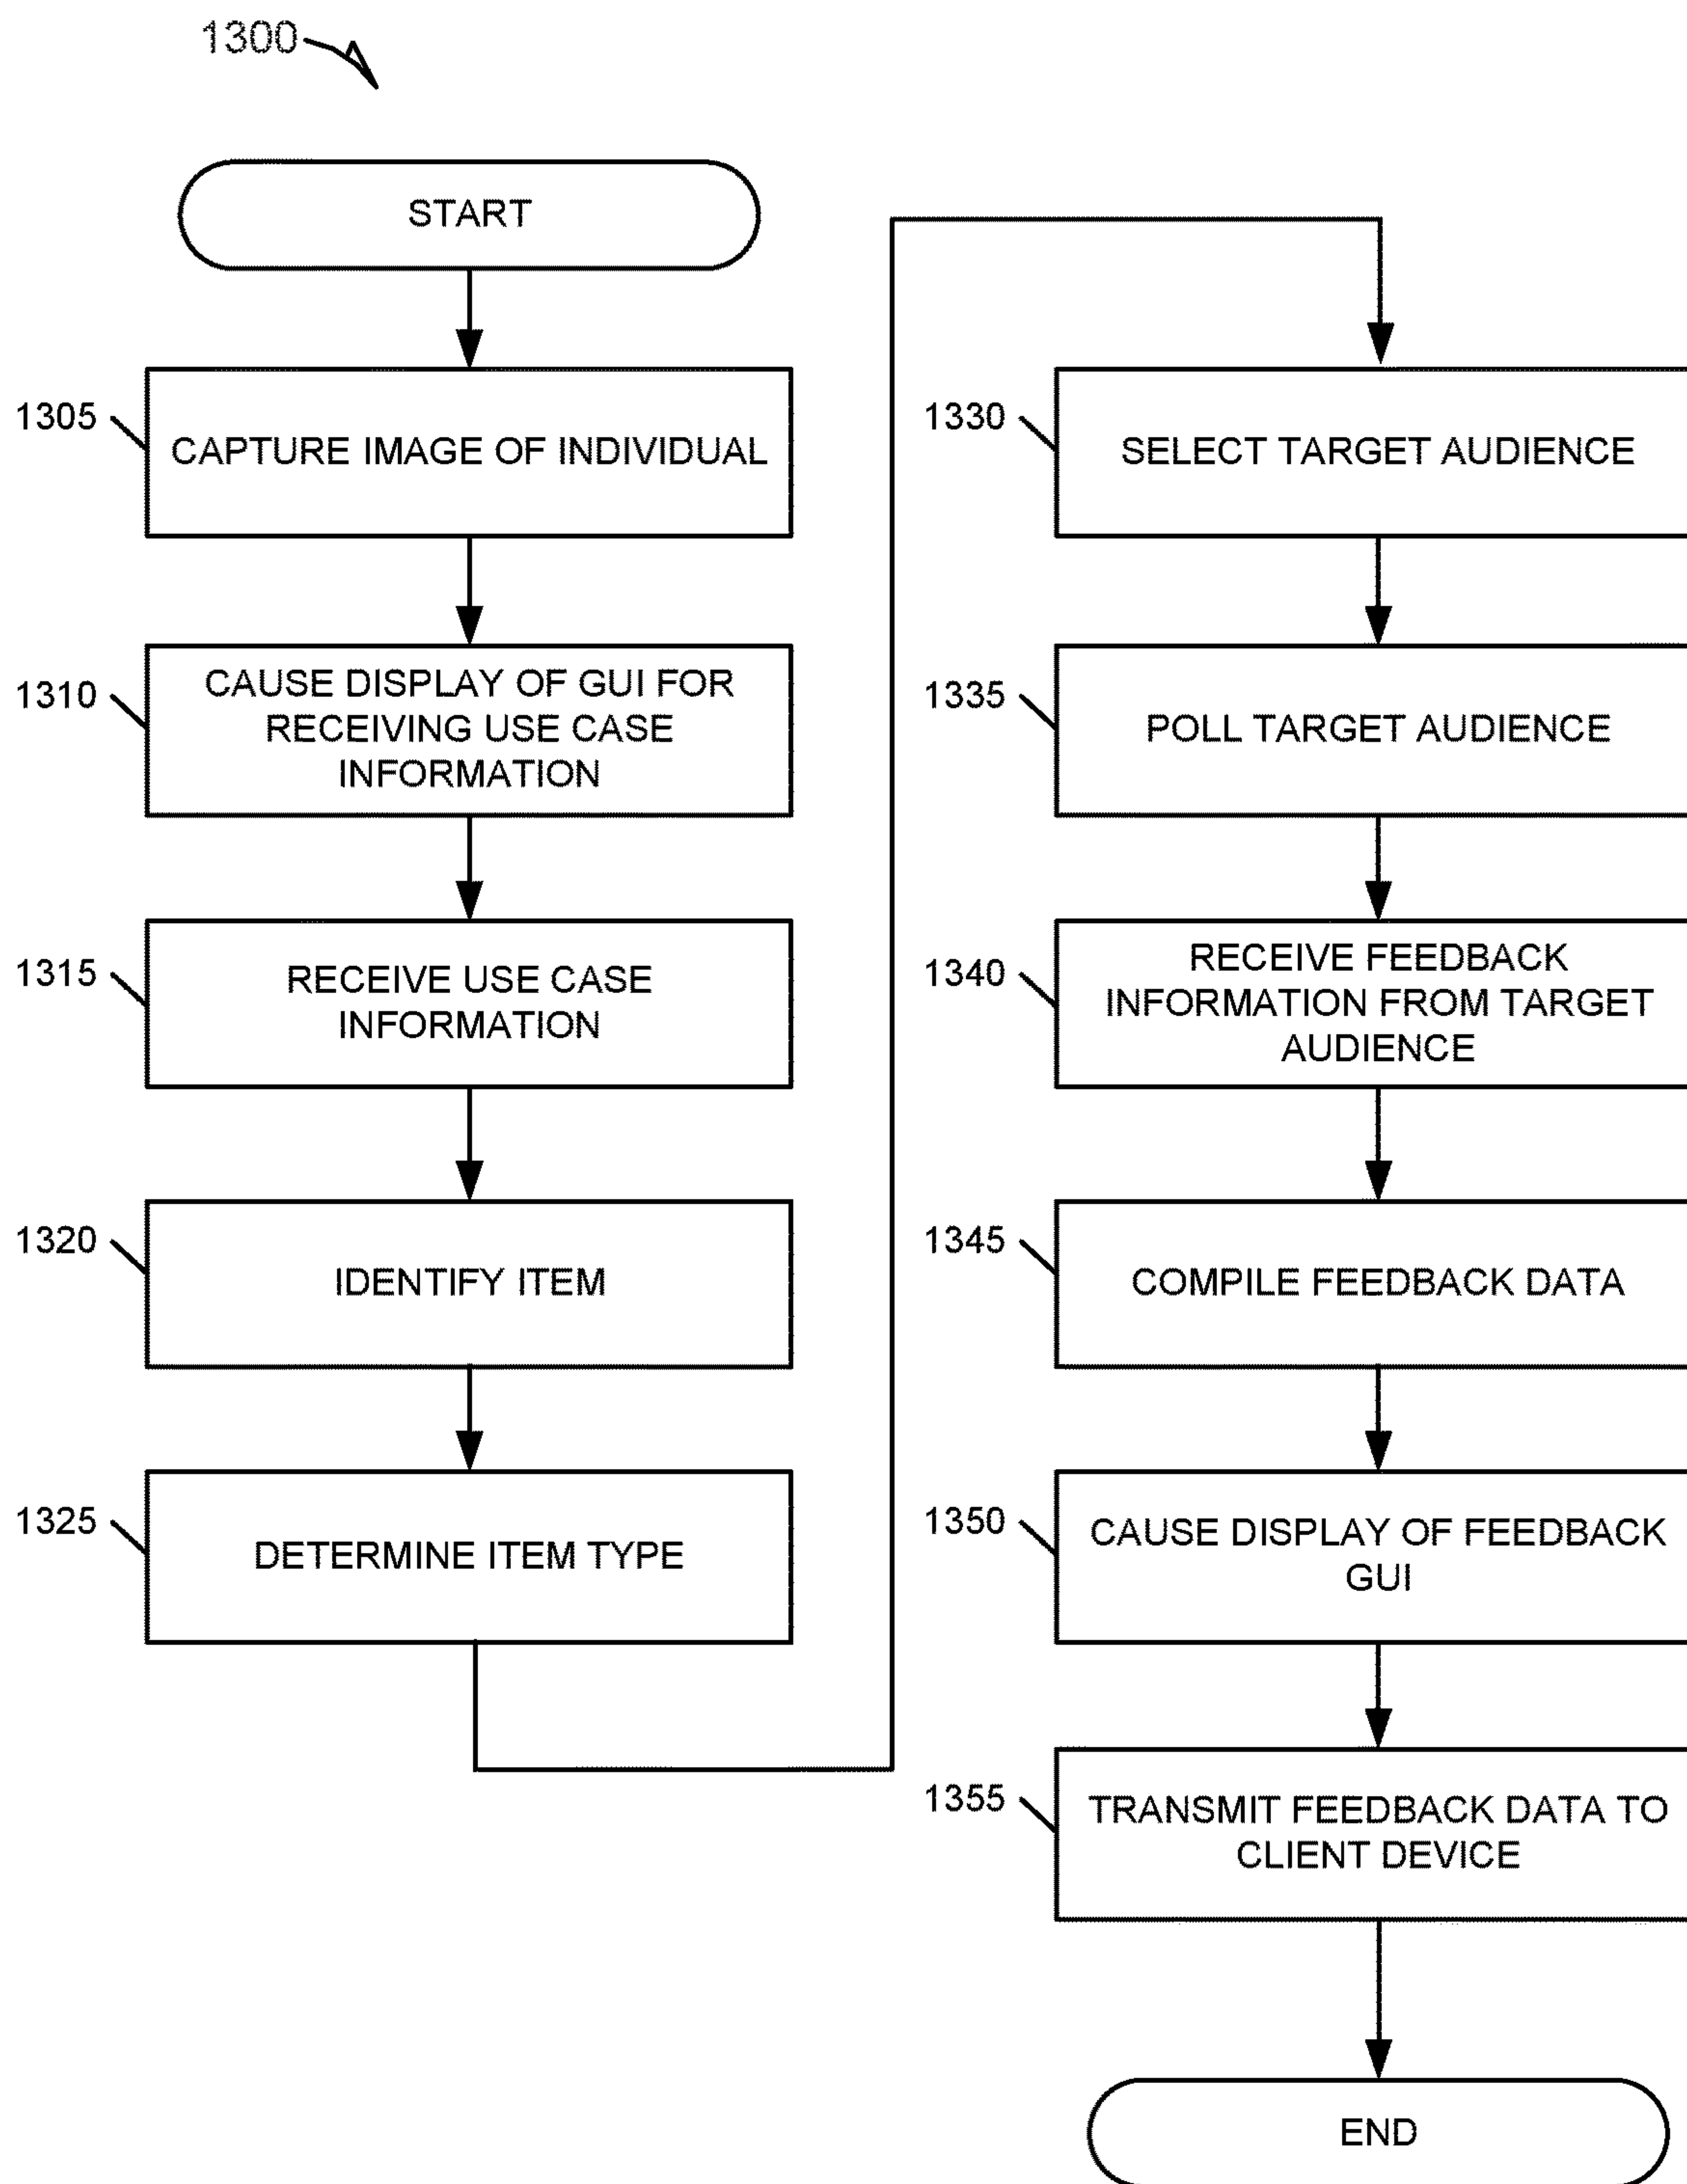 1300
START
1305
CAPTURE IMAGE OF INDIVIDUAL
1310
CAUSE DISPLAY OF GUI FOR
RECEIVING USE CASE
INFORMATION
1315
RECEIVE USE CASE
INFORMATION
1320
IDENTIFY ITEM
1325
DETERMINE ITEM TYPE
1330
SELECT TARGET AUDIENCE
1335
POLL TARGET AUDIENCE
1340
RECEIVE FEEDBACK
INFORMATION FROM TARGET
AUDIENCE
1345
COMPILE FEEDBACK DATA
1350
CAUSE DISPLAY OF FEEDBACK
GUI
1355
TRANSMIT FEEDBACK DATA TO
CLIENT DEVICE
END